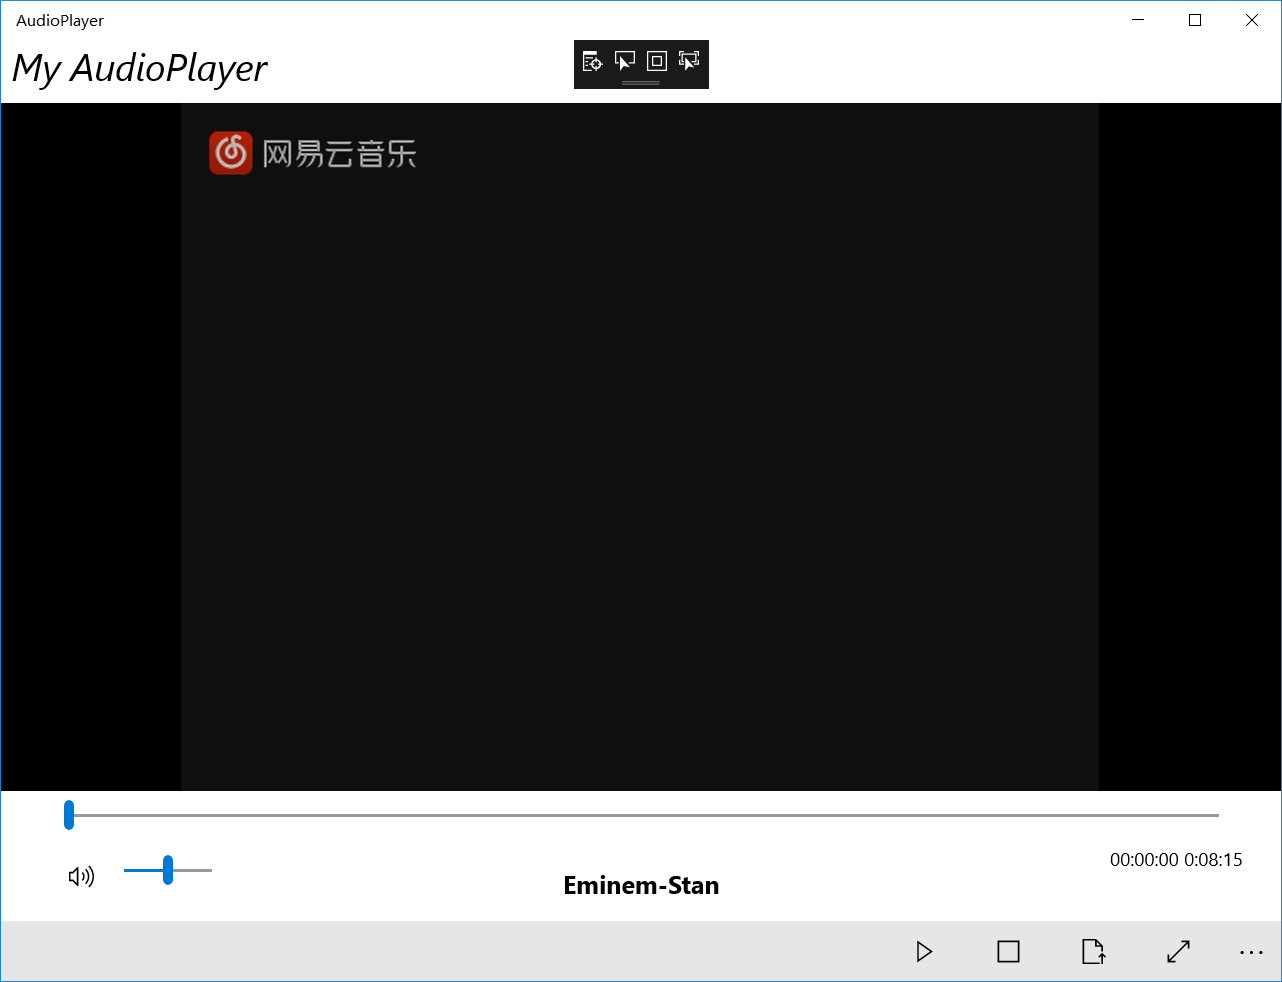 AudioPlayer
My AudioPlayer
网易云音乐
00:00:00 0:08:15
Eminem-Stan